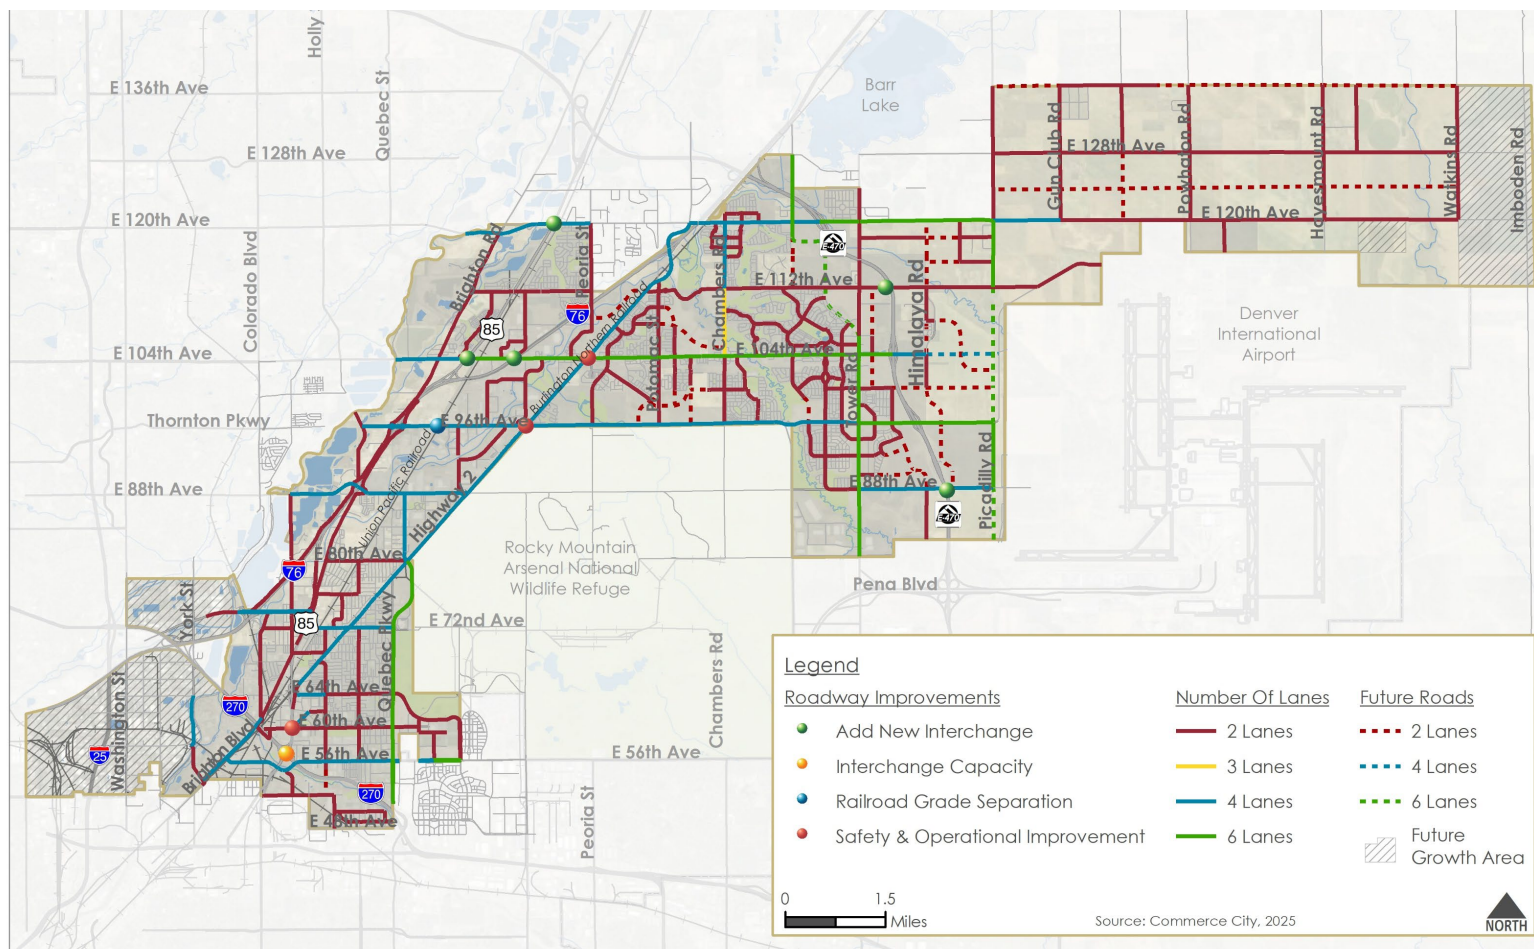 Holly
E 136th Ave
Quebec St
Barr
Lake
E 128th Ave
Gun Club Rd
E 128th Ave
Powhaton Rd
Havesmount Rd
Watkins Rd
Imboden Rd
E 120th Ave
E 120th Ave
Colorado Blvd
Brighton Rd
Peoria St
Chambers Rd
E-470
E 112th Ave
Himalaya Rd
76
85
Burlington Northern Railroad
Potomac St
Denver
International
Airport
E 104th Ave
E 104th Ave
Tower Rd
Thornton Pkwy
E 96th Ave
Union Pacific Railroad
Highway 2
E 88th Ave
E 88th Ave
Picadilly Rd
E-470
Rocky Mountain
Arsenal National
Wildlife Refuge
E 80th Ave
76
Pena Blvd
York St
85
Quebec Pkwy
E 72nd Ave
Chambers Rd
Washington St
E 64th Ave
270
E 60th Ave
Brighton Blvd
25
E 56th Ave
E 56th Ave
270
Peoria St
E 48th Ave
Legend
Roadway Improvements
Number Of Lanes
Future Roads
Add New Interchange
2 Lanes
2 Lanes
Interchange Capacity
3 Lanes
4 Lanes
Railroad Grade Separation
4 Lanes
6 Lanes
Safety & Operational Improvement
6 Lanes
Future
Growth Area
0
1.5
Miles
Source: Commerce City, 2025
NORTH